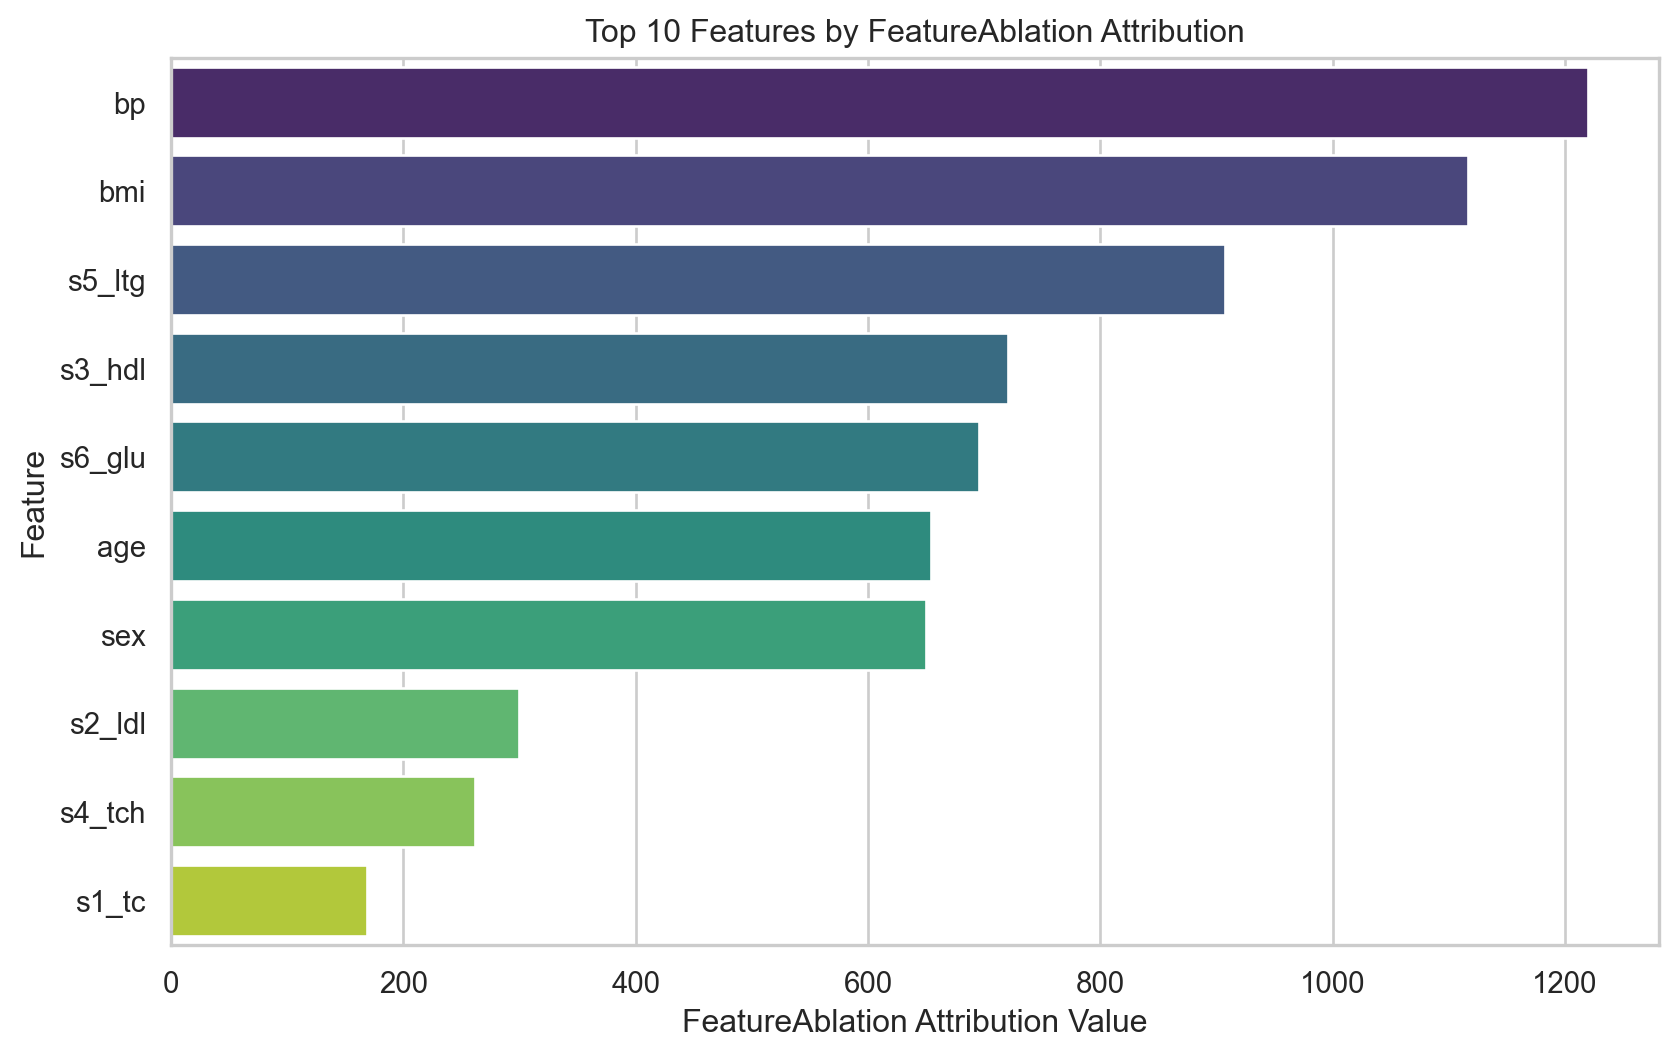 Top 10 Features by FeatureAblation Attribution
bp
bmi
s5_ltg
s3_hdl
s6_glu
age
sex
s2_ldl
s4_tch
s1_tc
Feature
0 200 400 600 800 1000 1200
FeatureAblation Attribution Value